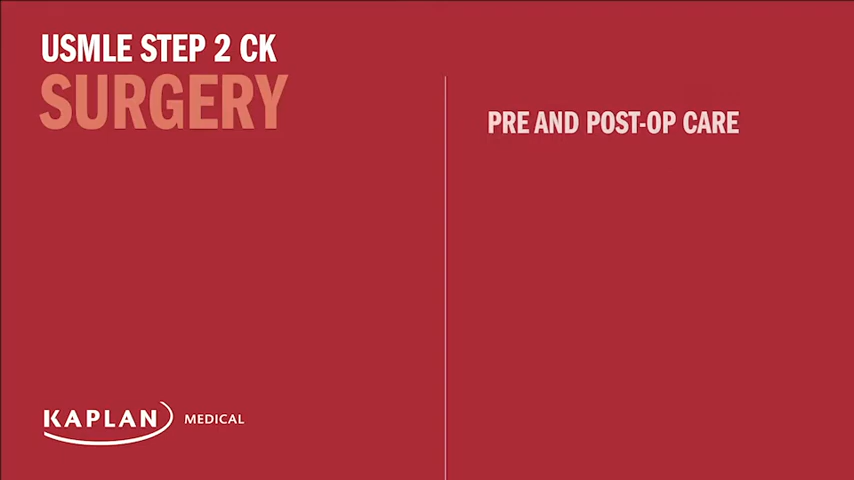 USMLE STEP 2 CK
SURGERY
PRE AND POST-OP CARE
KAPLAN MEDICAL